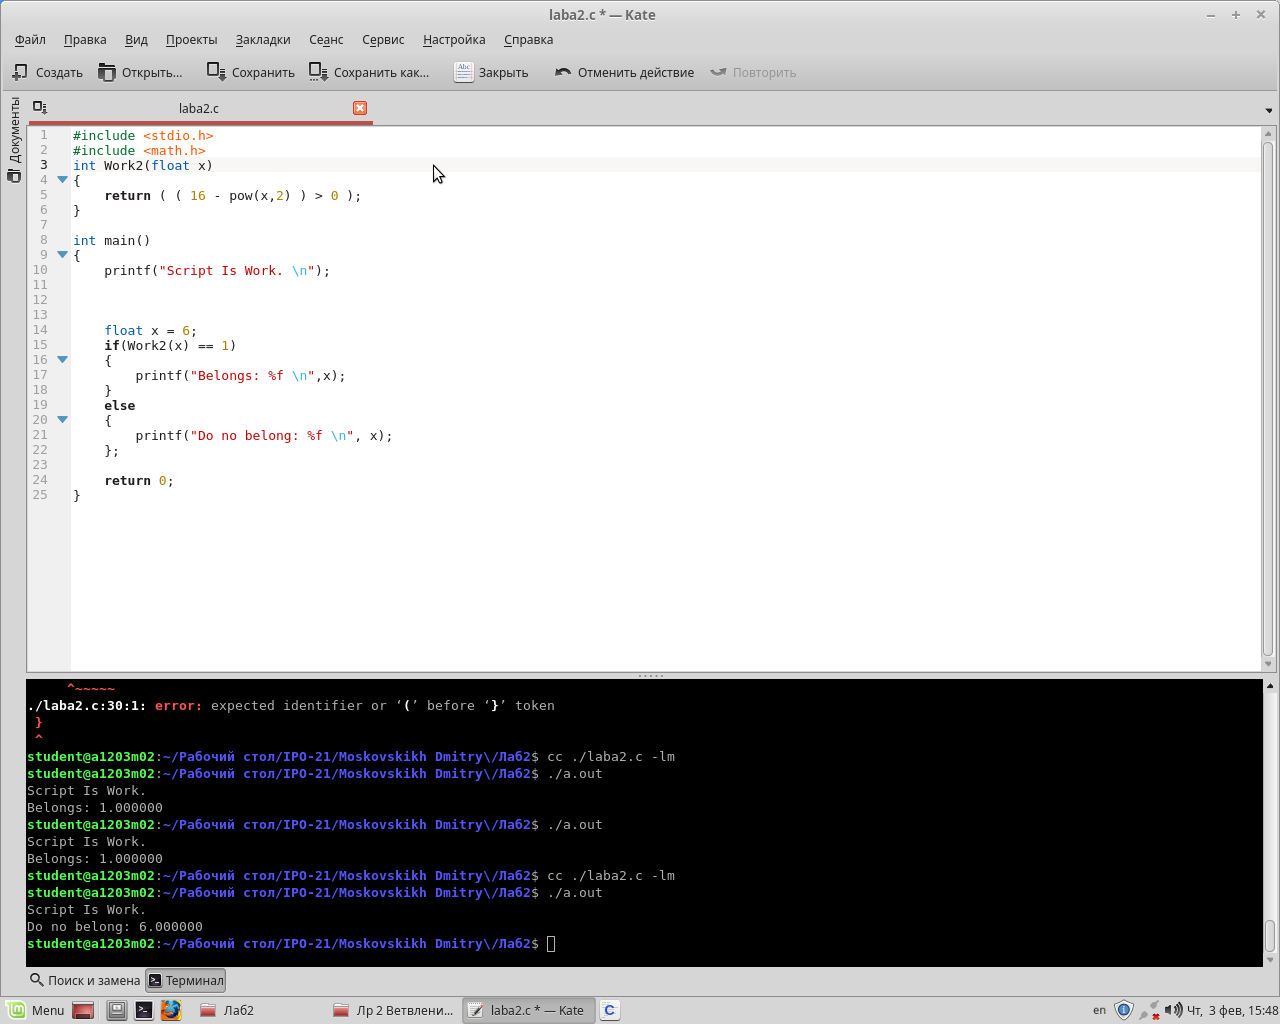 laba2.c * — Kate
Файл Правка Вид Проекты Закладки Сеанс Сервис Настройка Справка
Создать Открыть... Сохранить Сохранить как... Закрыть Отменить действие Повторить
Документы
laba2.c
1 #include <stdio.h>
2 #include <math.h>
3 int Work2(float x)
4 {
5 return ( ( 16 - pow(x,2) ) > 0 );
6 }
7
8 int main()
9 {
10 printf("Script Is Work. \n");
11
12
13
14 float x = 6;
15 if(Work2(x) == 1)
16 {
17 printf("Belongs: %f \n",x);
18 }
19 else
20 {
21 printf("Do no belong: %f \n", x);
22 };
23
24 return 0;
25 }
^~~~~~
./laba2.c:30:1: error: expected identifier or ‘(’ before ‘}’ token
}
^
student@a1203m02:~/Рабочий стол/IPO-21/Moskovskikh Dmitry\/Лаб2$ cc ./laba2.c -lm
student@a1203m02:~/Рабочий стол/IPO-21/Moskovskikh Dmitry\/Лаб2$ ./a.out
Script Is Work.
Belongs: 1.000000
student@a1203m02:~/Рабочий стол/IPO-21/Moskovskikh Dmitry\/Лаб2$ ./a.out
Script Is Work.
Belongs: 1.000000
student@a1203m02:~/Рабочий стол/IPO-21/Moskovskikh Dmitry\/Лаб2$ cc ./laba2.c -lm
student@a1203m02:~/Рабочий стол/IPO-21/Moskovskikh Dmitry\/Лаб2$ ./a.out
Script Is Work.
Do no belong: 6.000000
student@a1203m02:~/Рабочий стол/IPO-21/Moskovskikh Dmitry\/Лаб2$
Поиск и замена Терминал
Menu Лаб2 Лр 2 Ветвлени... laba2.c * — Kate C en Чт, 3 фев, 15:48